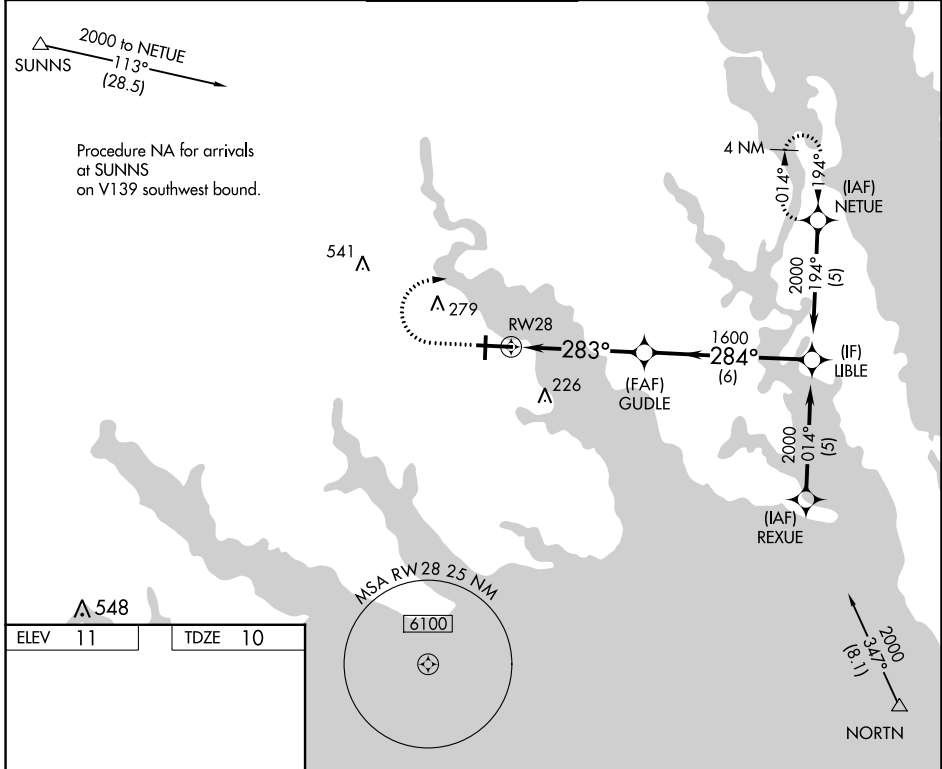 2000 to NETUE
113°
(28.5)
SUNNS
Procedure NA for arrivals
at SUNNS
on V139 southwest bound.
4 NM
014°
194°
(IAF)
NETUE
2000
194°
(5)
541
279
RW28
283°
1600
284°
(6)
(IF)
LIBLE
(FAF)
GUDLE
226
2000
014°
(5)
(IAF)
REXUE
MSA RW28 25 NM
6100
548
ELEV 11 TDZE 10
2000
347°
(8.1)
NORTN